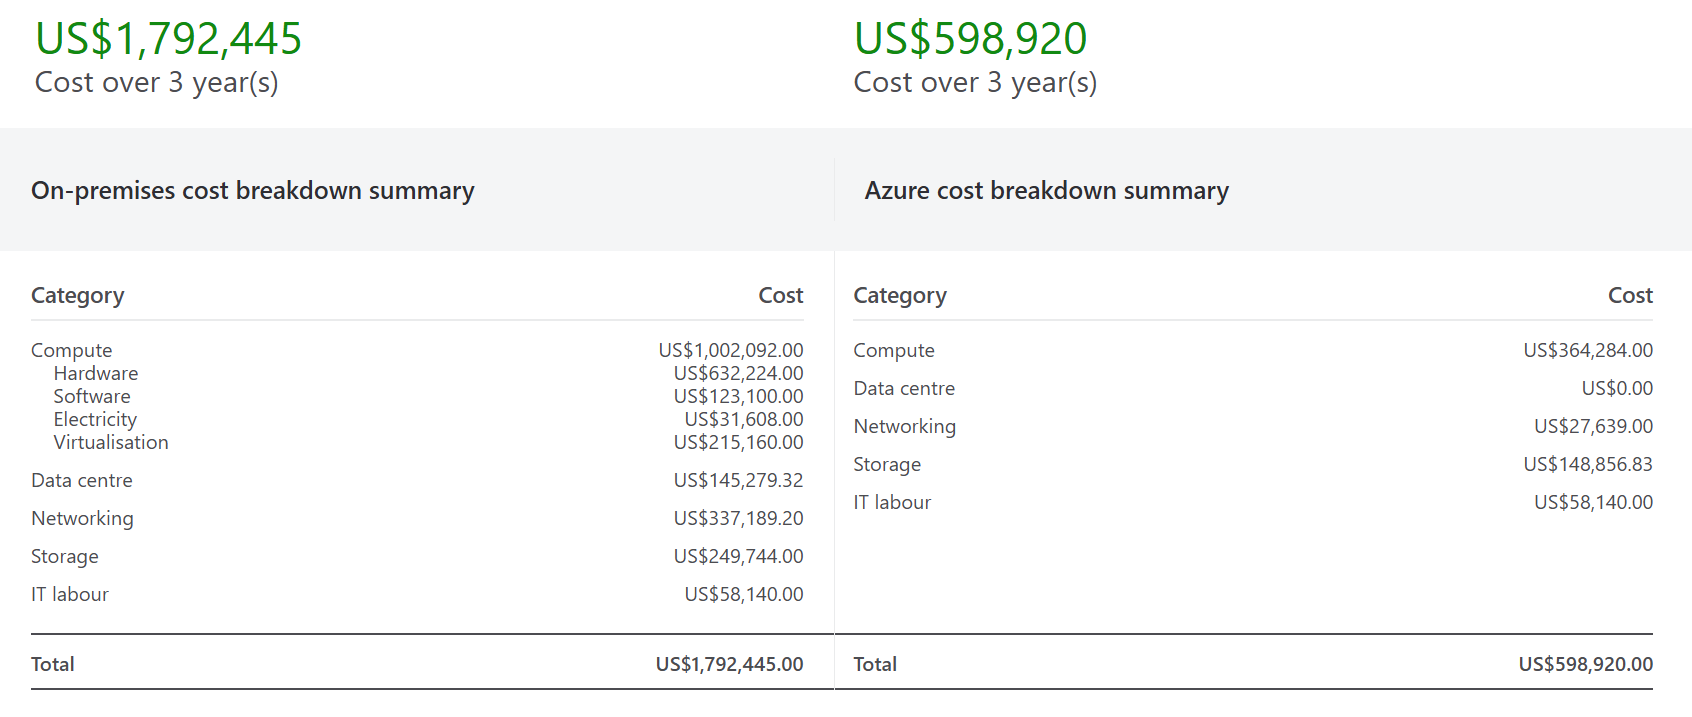 US$1,792,445
Cost over 3 year(s)
US$598,920
Cost over 3 year(s)
On-premises cost breakdown summary
Azure cost breakdown summary
Category Cost
Compute US$1,002,092.00
Hardware US$632,224.00
Software US$123,100.00
Electricity US$31,608.00
Virtualisation US$215,160.00
Data centre US$145,279.32
Networking US$337,189.20
Storage US$249,744.00
IT labour US$58,140.00
Total US$1,792,445.00
Category Cost
Compute US$364,284.00
Data centre US$0.00
Networking US$27,639.00
Storage US$148,856.83
IT labour US$58,140.00
Total US$598,920.00